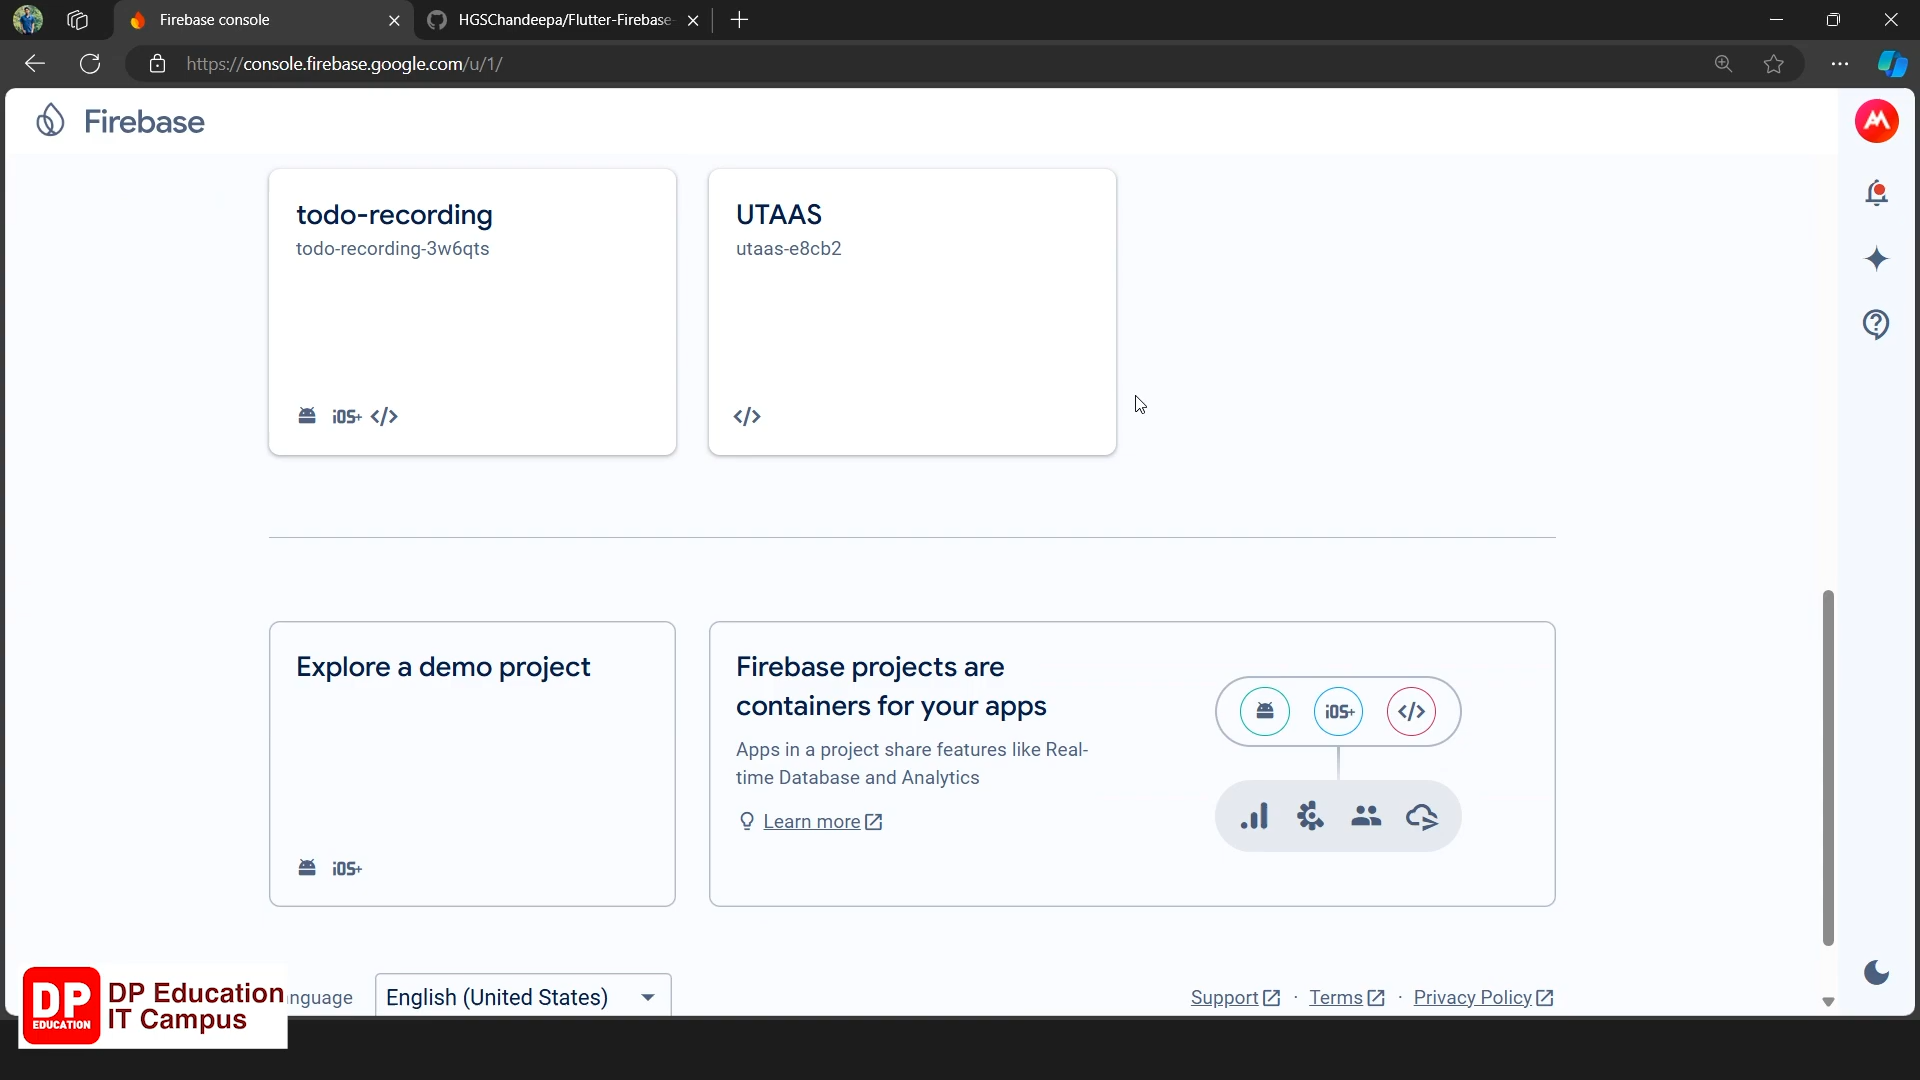 Firebase console
HGSChandeepa/Flutter-Firebase-
https://console.firebase.google.com/u/1/
Firebase
todo-recording
todo-recording-3w6qts
iOS+
UTAAS
utaas-e8cb2
Explore a demo project
iOS+
Firebase projects are
containers for your apps
Apps in a project share features like Real-
time Database and Analytics
Learn more
iOS+
nguage
English (United States)
Support · Terms · Privacy Policy
DP
EDUCATION
DP Education
IT Campus